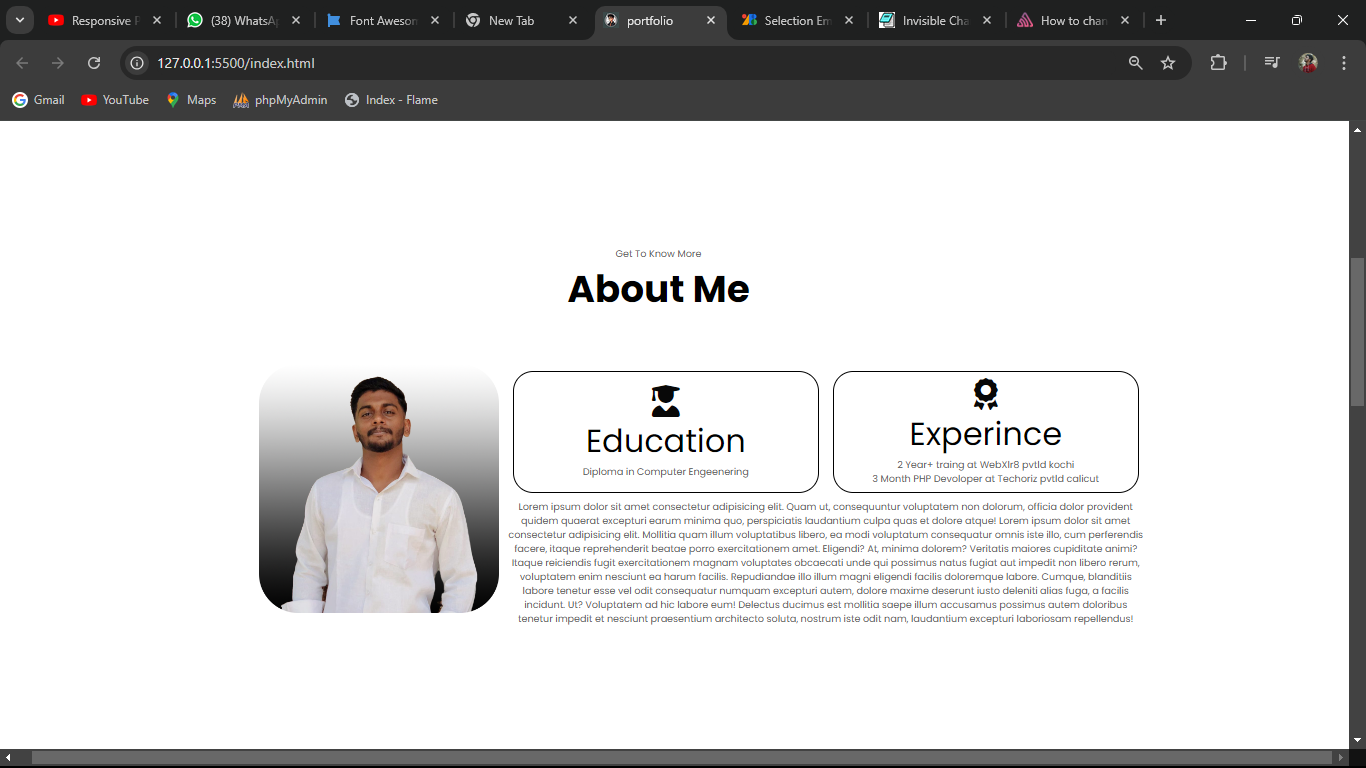 Responsive P
(38) WhatsA
Font Aweson
New Tab
portfolio
Selection Em
Invisible Cha
How to chan
127.0.0.1:5500/index.html
Gmail
YouTube
Maps
phpMyAdmin
Index - Flame
Get To Know More
About Me
Education
Diploma in Computer Engeenering
Experince
2 Year+ traing at WebXlr8 pvtld kochi
3 Month PHP Devoloper at Techoriz pvtld calicut
Lorem ipsum dolor sit amet consectetur adipisicing elit. Quam ut, consequuntur voluptatem non dolorum, officia dolor provident
quidem quaerat excepturi earum minima quo, perspiciatis laudantium culpa quas et dolore atque! Lorem ipsum dolor sit amet
consectetur adipisicing elit. Mollitia quam illum voluptatibus libero, ea modi voluptatum consequatur omnis iste illo, cum perferendis
facere, itaque reprehenderit beatae porro exercitationem amet. Eligendi? At, minima dolorem? Veritatis maiores cupiditate animi?
Itaque reiciendis fugit exercitationem magnam voluptates obcaecati unde qui possimus natus fugiat aut impedit non libero rerum,
voluptatem enim nesciunt ea harum facilis. Repudiandae illo illum magni eligendi facilis doloremque labore. Cumque, blanditiis
labore tenetur esse vel odit consequatur numquam excepturi autem, dolore maxime deserunt iusto deleniti alias fuga, a facilis
incidunt. Ut? Voluptatem ad hic labore eum! Delectus ducimus est mollitia saepe illum accusamus possimus autem doloribus
tenetur impedit et nesciunt praesentium architecto soluta, nostrum iste odit nam, laudantium excepturi laboriosam repellendus!